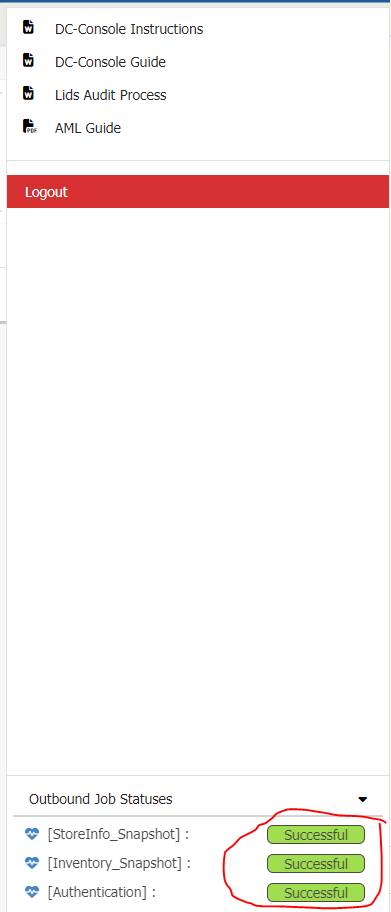 DC-Console Instructions
DC-Console Guide
Lids Audit Process
AML Guide
Logout
Outbound Job Statuses
[StoreInfo_Snapshot] : Successful
[Inventory_Snapshot] : Successful
[Authentication] : Successful